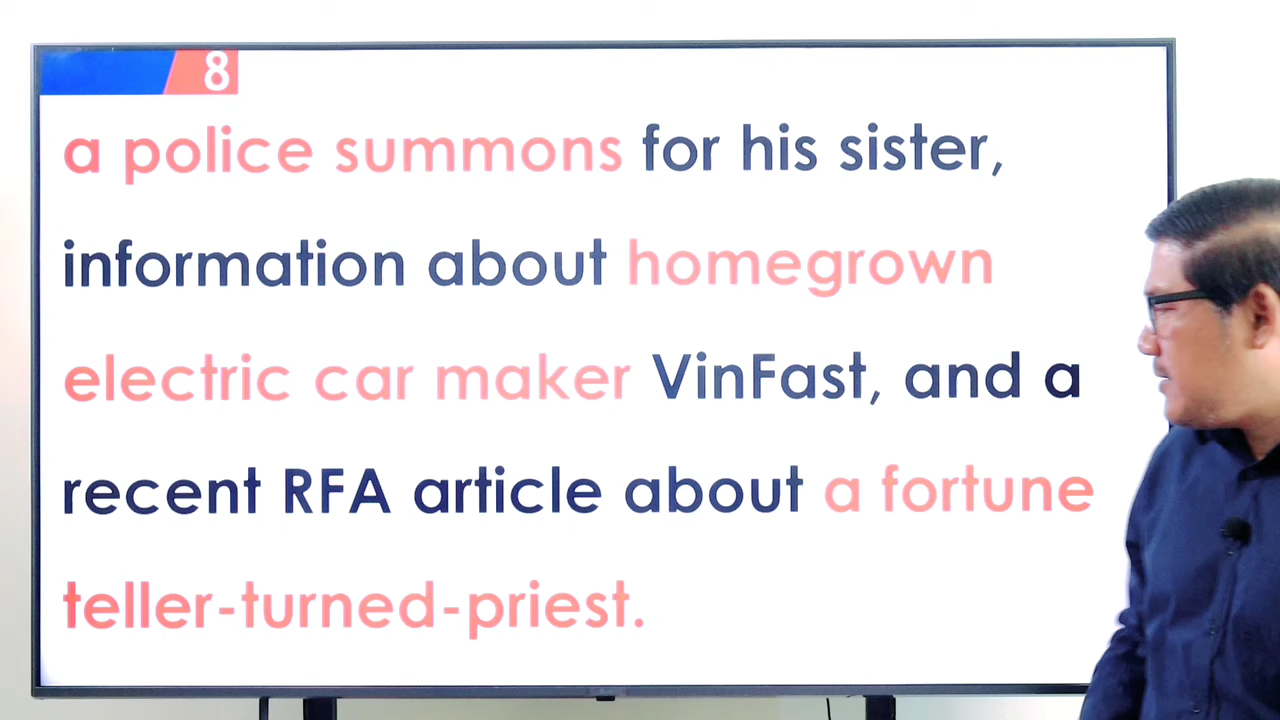 8
a police summons for his sister,
information about homegrown
electric car maker VinFast, and a
recent RFA article about a fortune
teller-turned-priest.